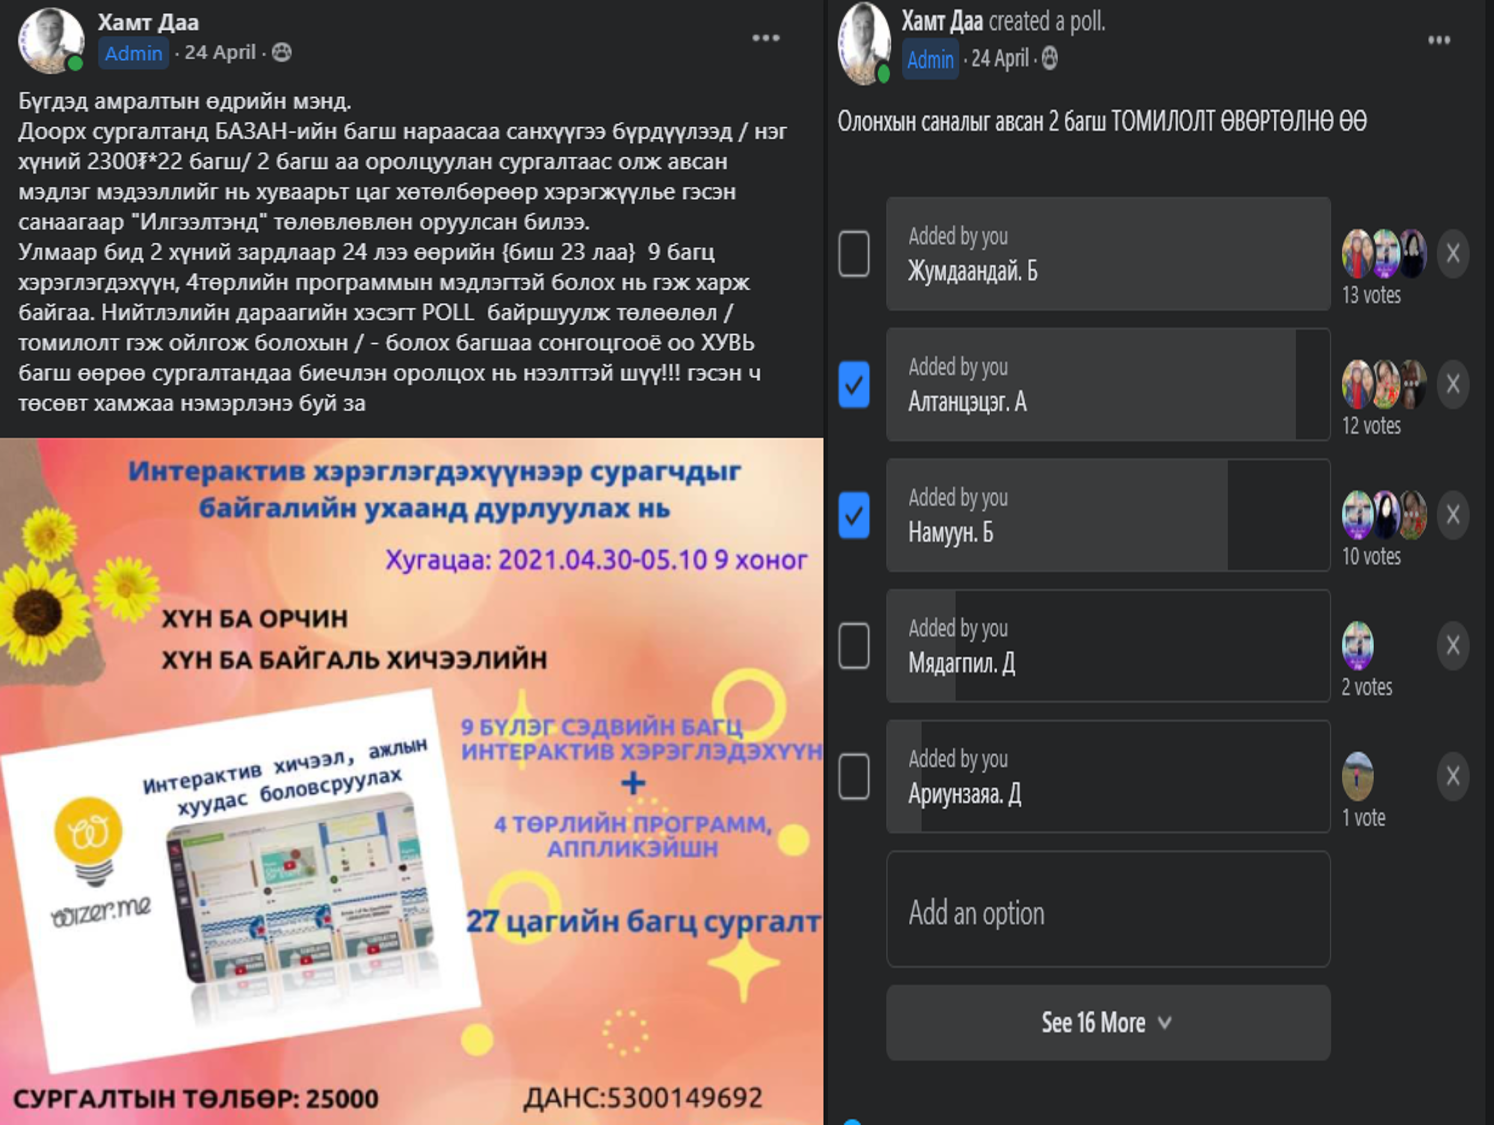 Хамт Даа
Admin · 24 April ·
Бүгдэд амралтын өдрийн мэнд.
Доорх сургалтанд БАЗАН-ийн багш нараасаа санхүүгээ бүрдүүлээд / нэг
хүний 2300₮*22 багш/ 2 багш аа оролцуулан сургалтаас олж авсан
мэдлэг мэдээллийг нь хуваарьт цаг хөтөлбөрөөр хэрэгжүүлье гэсэн
санаагаар "Илгээлтэнд" төлөвлөвлөн оруулсан билээ.
Улмаар бид 2 хүний зардлаар 24 лээ өөрийн {биш 23 лаа} 9 багц
хэрэглэгдэхүүн, 4төрлийн программын мэдлэгтэй болох нь гэж харж
байгаа. Нийтлэлийн дараагийн хэсэгт POLL байршуулж төлөөлөл /
томилолт гэж ойлгож болохын / - болох багшаа сонгоцгооё оо ХУВЬ
багш өөрөө сургалтандаа биечлэн оролцох нь нээлттэй шүү!!! гэсэн ч
төсөвт хамжаа нэмэрлэнэ буй за
Интерактив хэрэглэгдэхүүнээр сурагчдыг
байгалийн ухаанд дурлуулах нь
Хугацаа: 2021.04.30-05.10 9 хоног
ХҮН БА ОРЧИН
ХҮН БА БАЙГАЛЬ ХИЧЭЭЛИЙН
Интерактив хичээл, ажлын
хуудас боловсруулах
wizer.me
9 БҮЛЭГ СЭДВИЙН БАГЦ
ИНТЕРАКТИВ ХЭРЭГЛЭДЭХҮҮН
+
4 ТӨРЛИЙН ПРОГРАММ,
АППЛИКЭЙШН
27 цагийн багц сургалт
СУРГАЛТЫН ТӨЛБӨР: 25000
ДАНС:5300149692
Хамт Даа created a poll.
Admin · 24 April ·
Олонхын саналыг авсан 2 багш ТОМИЛОЛТ ӨВӨРТӨЛНӨ ӨӨ
Added by you
Жумдаандай. Б
13 votes
Added by you
Алтанцэцэг. А
12 votes
Added by you
Намуун. Б
10 votes
Added by you
Мядагпил. Д
2 votes
Added by you
Ариунзаяа. Д
1 vote
Add an option
See 16 More